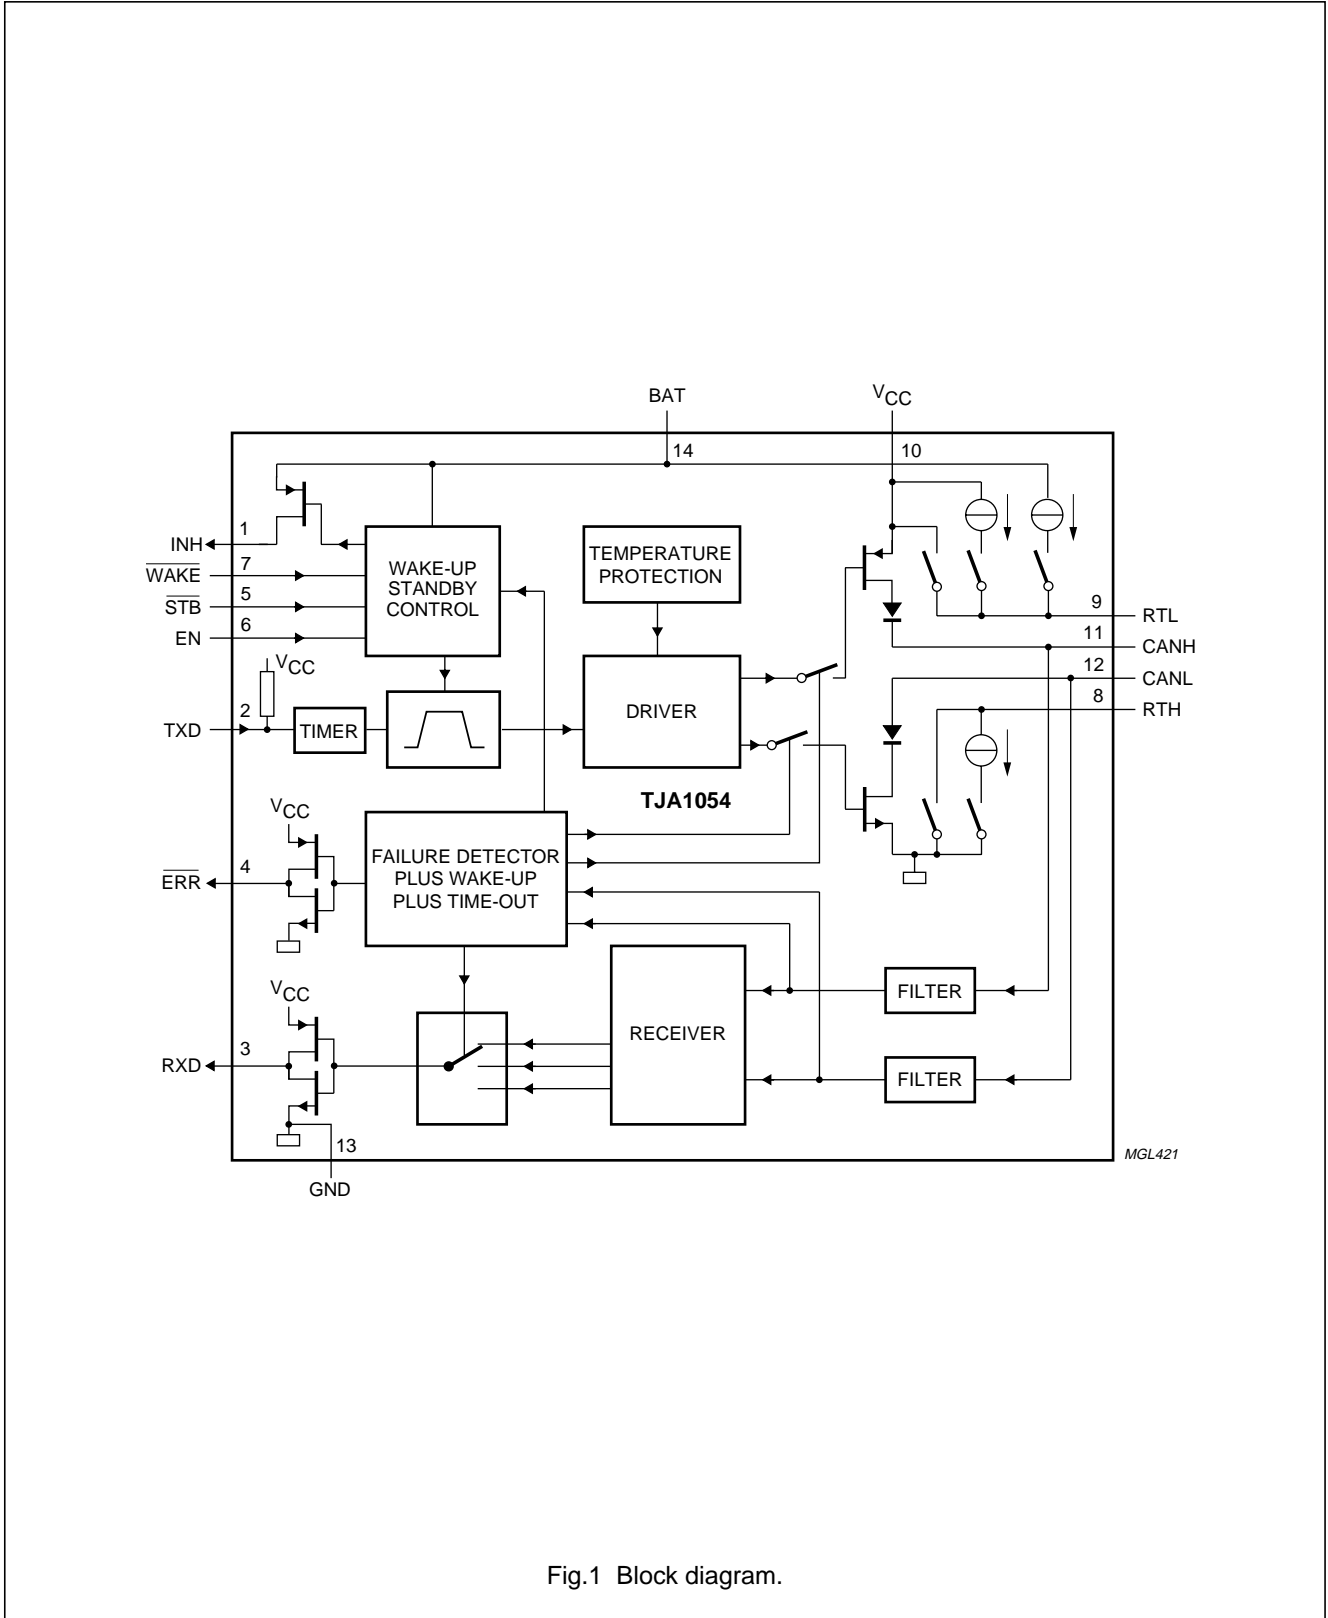 BAT
VCC
14
10
1
INH
7
WAKE
5
STB
6
EN
WAKE-UP
STANDBY
CONTROL
TEMPERATURE
PROTECTION
9
RTL
11
CANH
12
CANL
8
RTH
VCC
2
TXD
TIMER
DRIVER
TJA1054
VCC
4
ERR
FAILURE DETECTOR
PLUS WAKE-UP
PLUS TIME-OUT
VCC
3
RXD
RECEIVER
FILTER
FILTER
13
GND
MGL421
Fig.1 Block diagram.